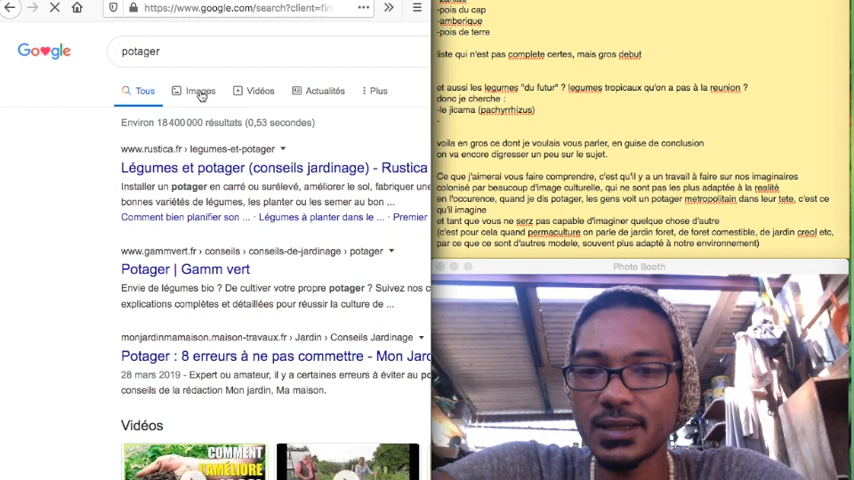 https://www.google.com/search?client=fir
Google
potager
Tous
Images
Vidéos
Actualités
Plus
Environ 18 400 000 résultats (0,53 secondes)
www.rustica.fr › legumes-et-potager
Légumes et potager (conseils jardinage) - Rustica
Installer un potager en carré ou surélevé, améliorer le sol, fabriquer une
bonnes variétés de légumes, les planter ou les semer au bon ...
Comment bien planifier son ... · Légumes à planter dans le ... · Premier
www.gammvert.fr › conseils › conseils-de-jardinage › potager
Potager | Gamm vert
Envie de légumes bio ? De cultiver votre propre potager ? Suivez nos c
explications complètes et détaillées pour réussir la culture de ...
monjardinmamaison.maison-travaux.fr › Jardin › Conseils Jardinage
Potager : 8 erreurs à ne pas commettre - Mon Jard
28 mars 2019 - Expert ou amateur, il y a certaines erreurs à éviter au po
conseils de la rédaction Mon jardin, Ma maison.
Vidéos
COMMENT
-pois du cap
-amberique
-pois de terre
liste qui n'est pas complete certes, mais gros debut
et aussi les legumes "du futur" ? legumes tropicaux qu'on a pas à la reunion ?
donc je cherche :
-le jicama (pachyrrhizus)
-
voila en gros ce dont je voulais vous parler, en guise de conclusion
on va encore digresser un peu sur le sujet.
Ce que j'aimerai vous faire comprendre, c'est qu'il y a un travail à faire sur nos imaginaires
colonisé par beaucoup d'image culturelle, qui ne sont pas les plus adaptée à la realité
en l'occurence, quand je dis potager, les gens voit un potager metropolitain dans leur tete, c'est ce
qu'il imagine
et tant que vous ne serz pas capable d'imaginer quelque chose d'autre
(c'est pour cela quand permaculture on parle de jardin foret, de foret comestible, de jardin creol etc,
par ce que ce sont d'autres modele, souvent plus adapté à notre environnement)
Photo Booth